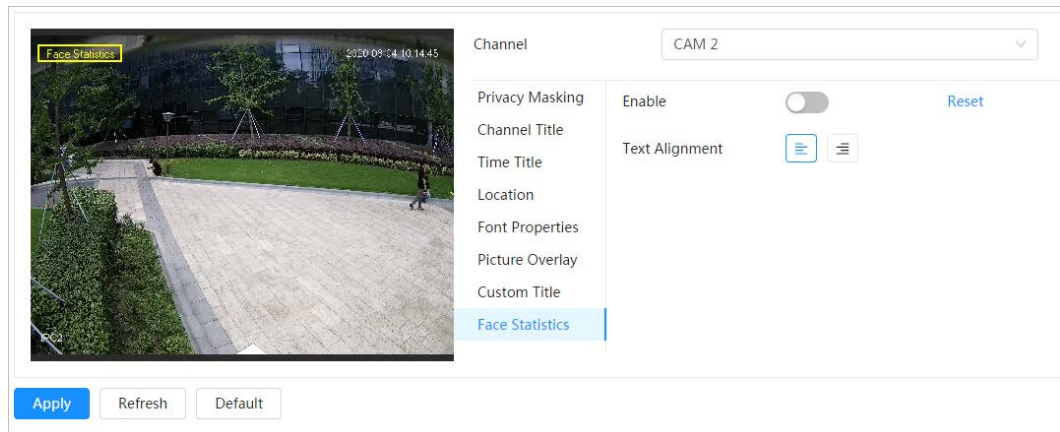 Face Statistics
2020-09-04 10:14:45
IPC2
Channel
CAM 2
Privacy Masking
Channel Title
Time Title
Location
Font Properties
Picture Overlay
Custom Title
Face Statistics
Enable
Reset
Text Alignment
Apply
Refresh
Default